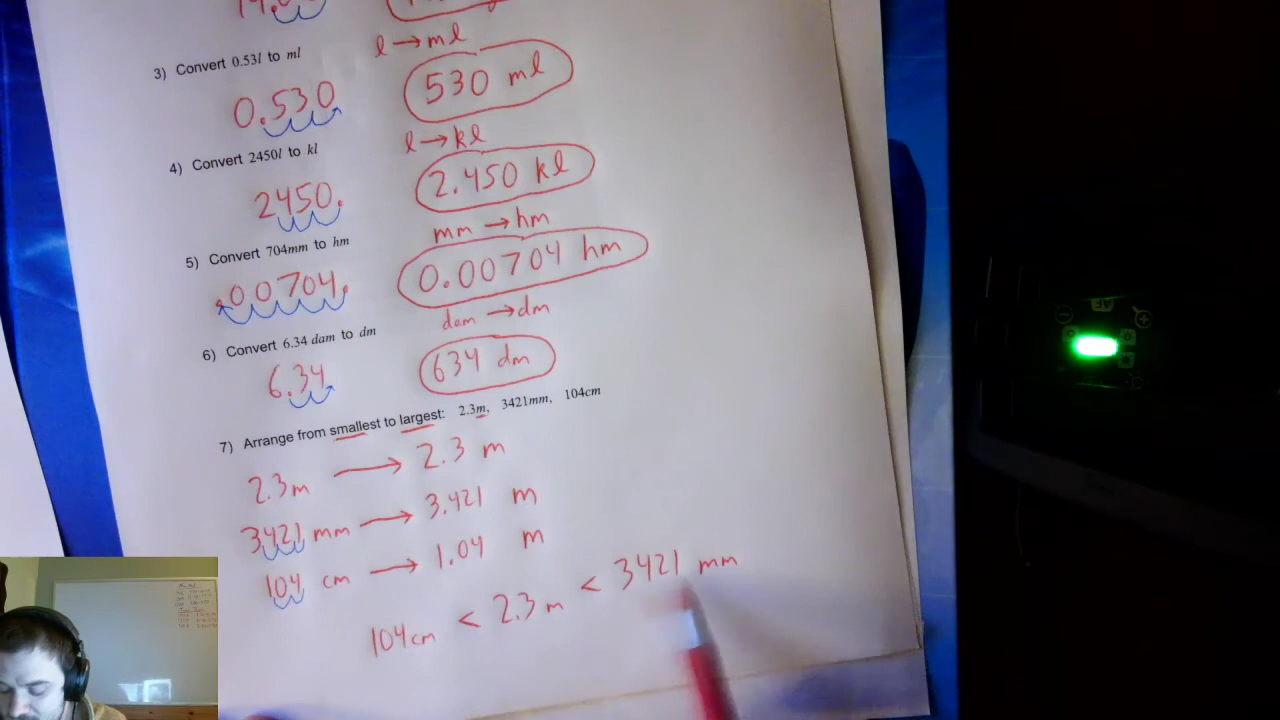 3) Convert 0.53l to ml
l → ml
0.530
530 ml
4) Convert 2450l to kl
l → kl
2450.
2.450 kl
5) Convert 704mm to hm
mm → hm
.00704.
0.00704 hm
6) Convert 6.34 dam to dm
dam → dm
6.34
634 dm
7) Arrange from smallest to largest: 2.3m, 3421mm, 104cm
2.3m → 2.3 m
3421 mm → 3.421 m
104 cm → 1.04 m
104cm < 2.3m < 3421 mm
AF